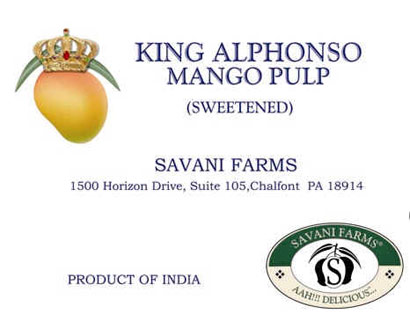 KING ALPHONSO
MANGO PULP
(SWEETENED)
SAVANI FARMS
1500 Horizon Drive, Suite 105,Chalfont PA 18914
SAVANI FARMS®
S
AAH!!! DELICIOUS...
PRODUCT OF INDIA